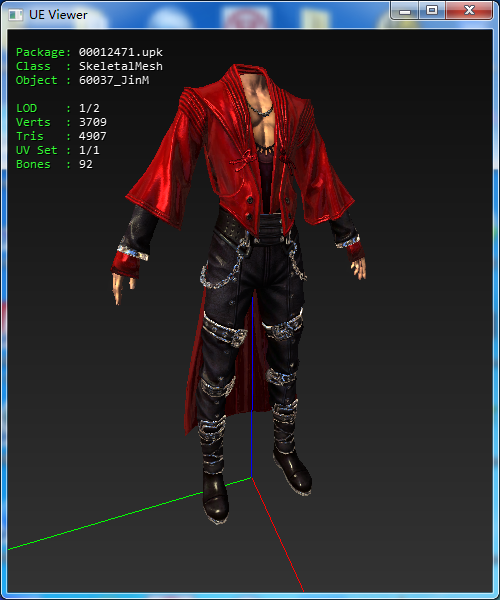 UE Viewer
Package: 00012471.upk
Class : SkeletalMesh
Object : 60037_JinM
LOD : 1/2
Verts : 3709
Tris : 4907
UV Set : 1/1
Bones : 92